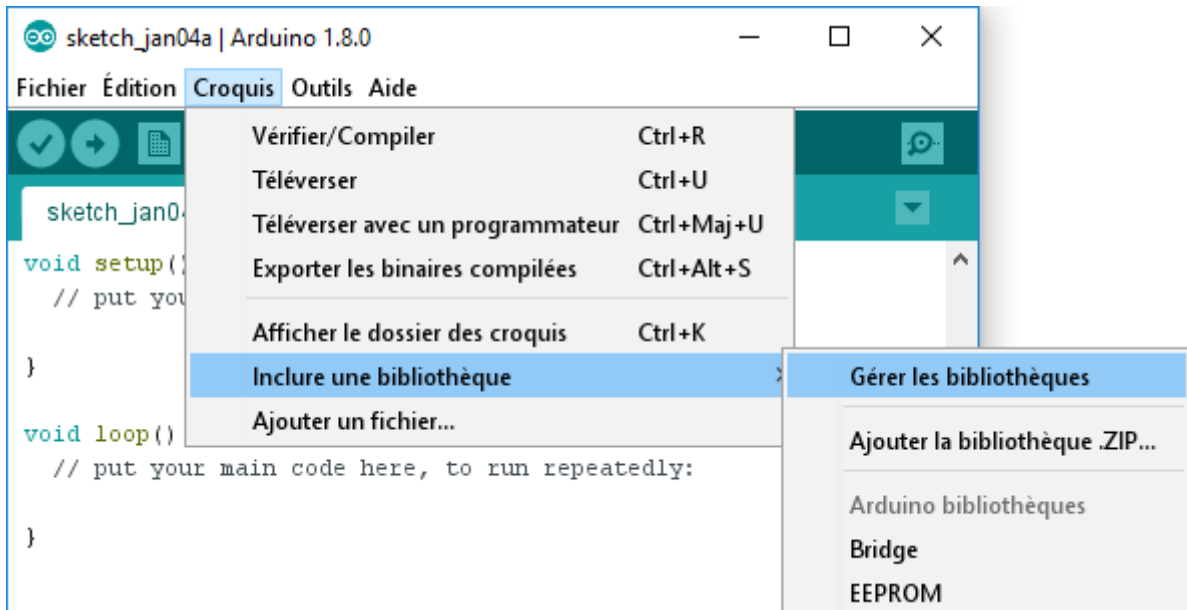 sketch_jan04a | Arduino 1.8.0
Fichier Édition Croquis Outils Aide
Vérifier/Compiler Ctrl+R
Téléverser Ctrl+U
Téléverser avec un programmateur Ctrl+Maj+U
Exporter les binaires compilées Ctrl+Alt+S
Afficher le dossier des croquis Ctrl+K
Inclure une bibliothèque
Ajouter un fichier...
Gérer les bibliothèques
Ajouter la bibliothèque .ZIP...
Arduino bibliothèques
Bridge
EEPROM
sketch_jan0
void setup()
// put you
}
void loop()
// put your main code here, to run repeatedly:
}